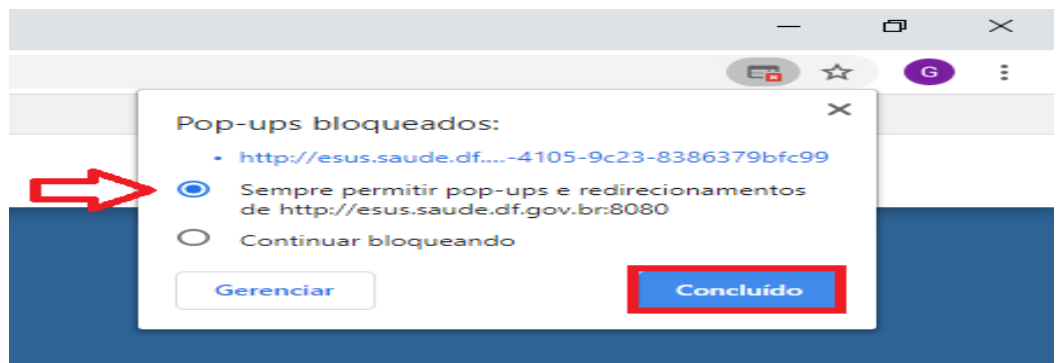 G
Pop-ups bloqueados:
• http://esus.saude.df....-4105-9c23-8386379bfc99
Sempre permitir pop-ups e redirecionamentos
de http://esus.saude.df.gov.br:8080
Continuar bloqueando
Gerenciar
Concluído